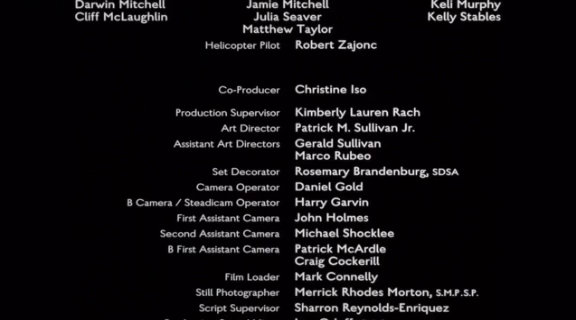 Darwin Mitchell Jamie Mitchell Keli Murphy
Cliff McLaughlin Julia Seaver Kelly Stables
Matthew Taylor
Helicopter Pilot Robert Zajonc
Co-Producer Christine Iso
Production Supervisor Kimberly Lauren Rach
Art Director Patrick M. Sullivan Jr.
Assistant Art Directors Gerald Sullivan
Marco Rubeo
Set Decorator Rosemary Brandenburg, SDSA
Camera Operator Daniel Gold
B Camera / Steadicam Operator Harry Garvin
First Assistant Camera John Holmes
Second Assistant Camera Michael Shocklee
B First Assistant Camera Patrick McArdle
Craig Cockerill
Film Loader Mark Connelly
Still Photographer Merrick Rhodes Morton, S.M.P.S.P.
Script Supervisor Sharron Reynolds-Enriquez